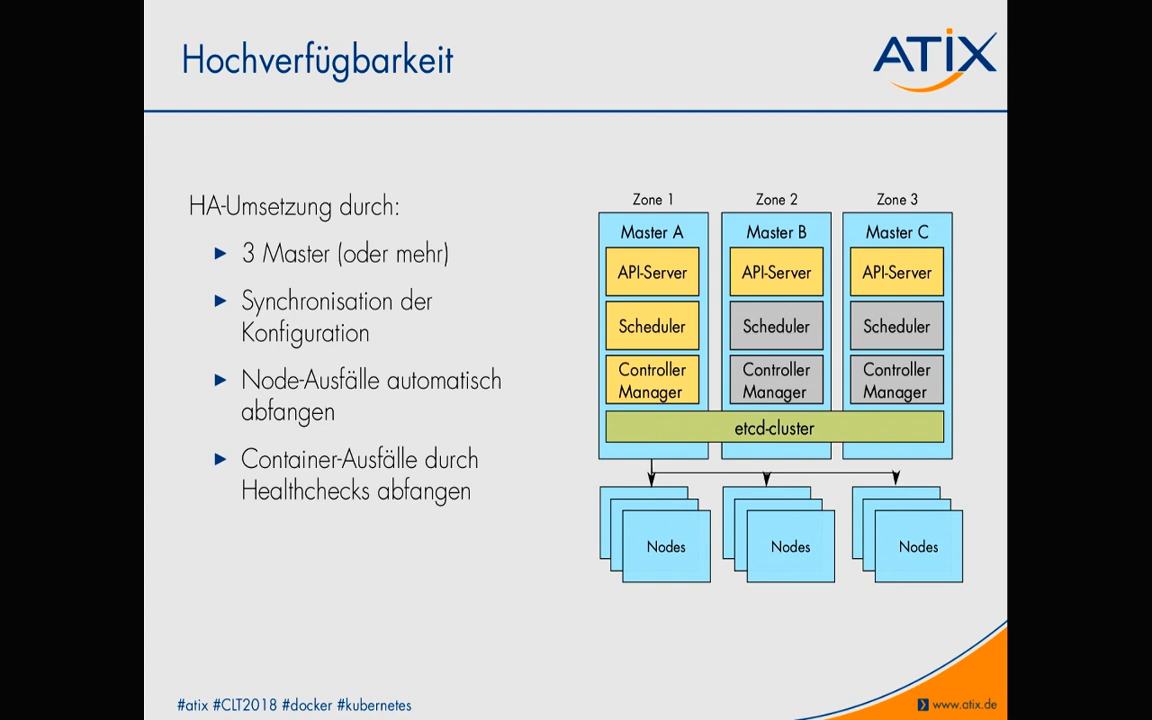 Hochverfügbarkeit
ATIX
HA-Umsetzung durch:
3 Master (oder mehr)
Synchronisation der
Konfiguration
Node-Ausfälle automatisch
abfangen
Container-Ausfälle durch
Healthchecks abfangen
Zone 1
Zone 2
Zone 3
Master A
Master B
Master C
API-Server
API-Server
API-Server
Scheduler
Scheduler
Scheduler
Controller
Manager
Controller
Manager
Controller
Manager
etcd-cluster
Nodes
Nodes
Nodes
#atix #CLT2018 #docker #kubernetes
www.atix.de